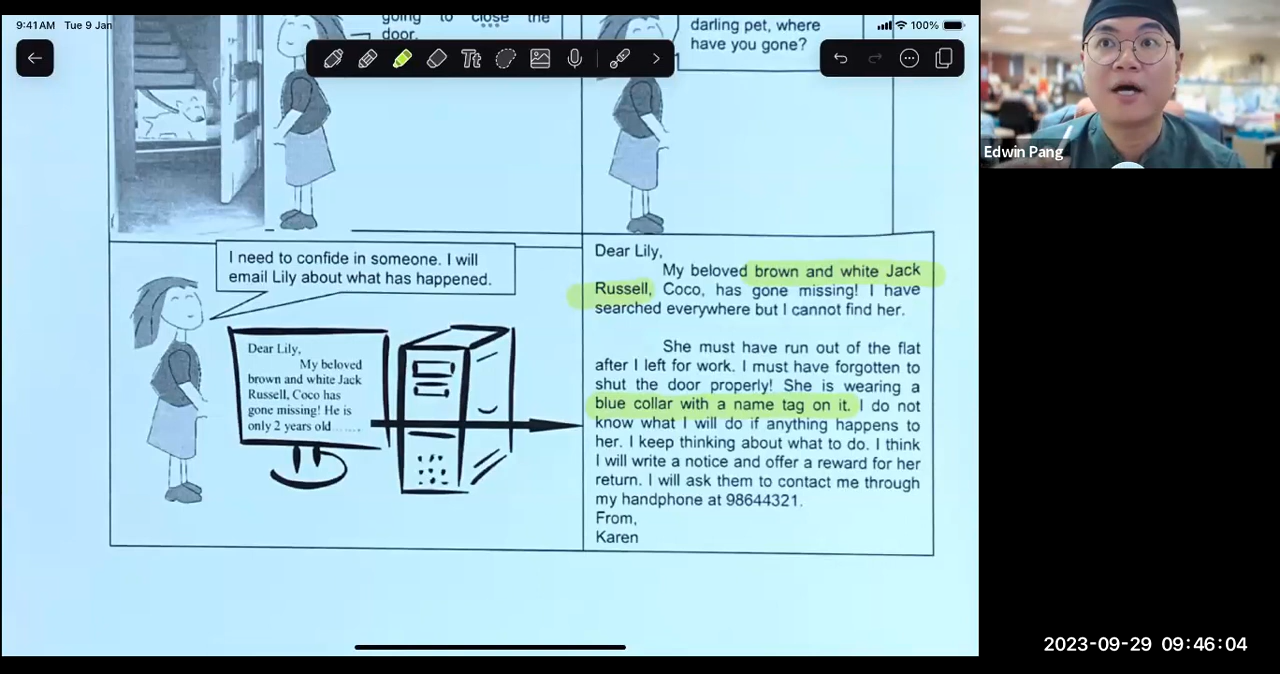 9:41AM Tue 9 Jan
100%
going to close the
door.
darling pet, where
have you gone?
Tt
Edwin Pang
I need to confide in someone. I will
email Lily about what has happened.
Dear Lily,
My beloved
brown and white Jack
Russell, Coco has
gone missing! He is
only 2 years old ......
Dear Lily,
My beloved brown and white Jack
Russell, Coco, has gone missing! I have
searched everywhere but I cannot find her.
She must have run out of the flat
after I left for work. I must have forgotten to
shut the door properly! She is wearing a
blue collar with a name tag on it. I do not
know what I will do if anything happens to
her. I keep thinking about what to do. I think
I will write a notice and offer a reward for her
return. I will ask them to contact me through
my handphone at 98644321.
From,
Karen
2023-09-29 09:46:04